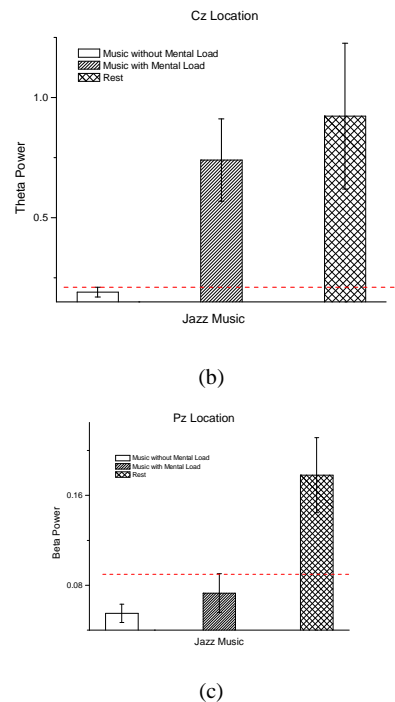 Cz Location
Music without Mental Load
Music with Mental Load
Rest
1.0
0.5
Theta Power
Jazz Music
(b)
Pz Location
Music without Mental Load
Music with Mental Load
Rest
0.16
0.08
Beta Power
Jazz Music
(c)